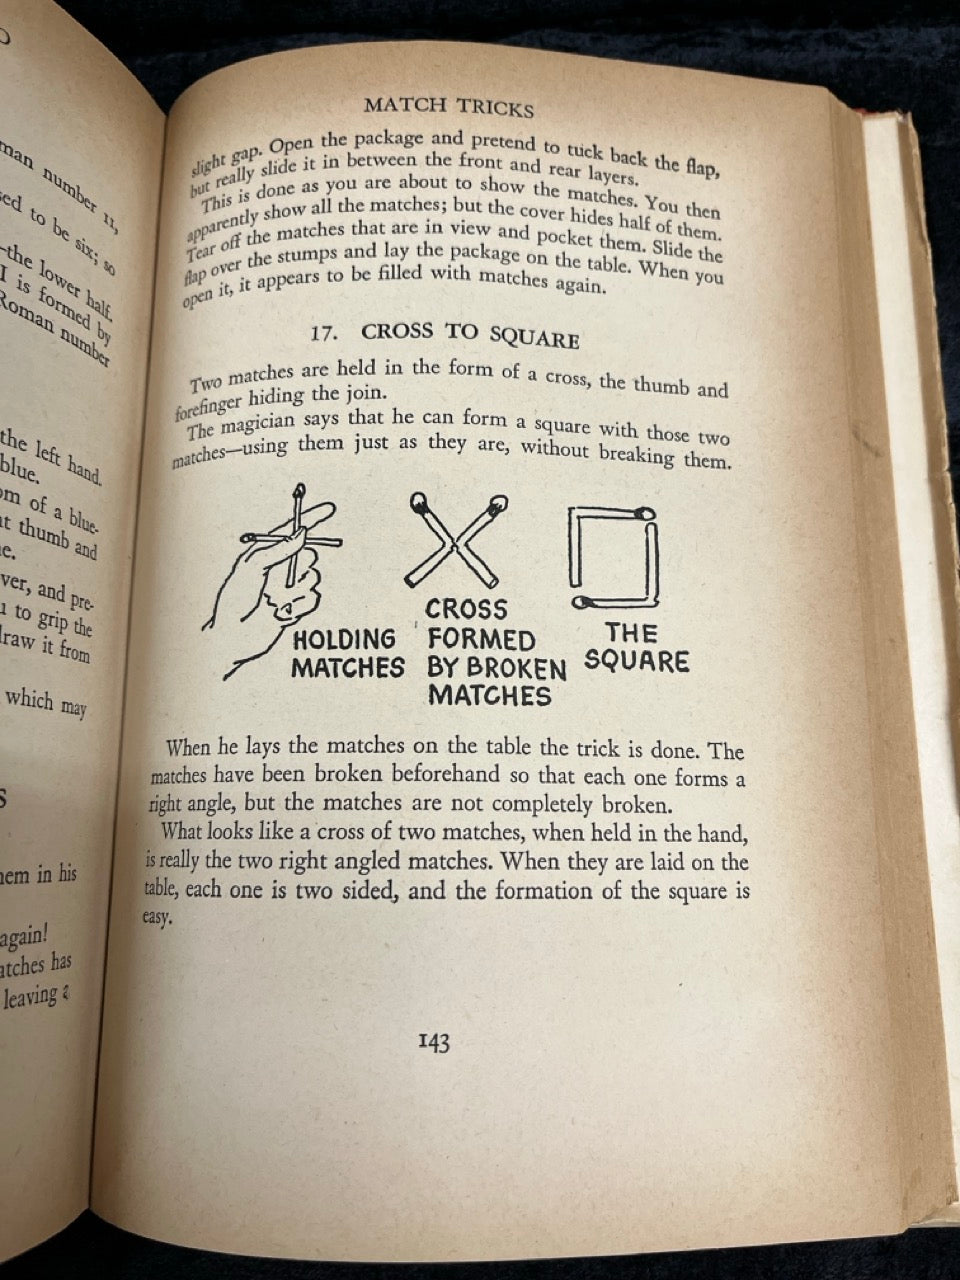 man number 11,
sed to be six; so
—the lower half.
I is formed by
Roman number
the left hand.
blue.
om of a blue-
at thumb and
e.
ver, and pre-
to grip the
draw it from
which may
S
hem in his
again!
atches has
leaving a
MATCH TRICKS
slight gap. Open the package and pretend to tuck back the flap,
but really slide it in between the front and rear layers.
This is done as you are about to show the matches. You then
apparently show all the matches; but the cover hides half of them.
Tear off the matches that are in view and pocket them. Slide the
flap over the stumps and lay the package on the table. When you
open it, it appears to be filled with matches again.
17. CROSS TO SQUARE
Two matches are held in the form of a cross, the thumb and
forefinger hiding the join.
The magician says that he can form a square with those two
matches—using them just as they are, without breaking them.
HOLDING
MATCHES
CROSS
FORMED
BY BROKEN
MATCHES
THE
SQUARE
When he lays the matches on the table the trick is done. The
matches have been broken beforehand so that each one forms a
right angle, but the matches are not completely broken.
What looks like a cross of two matches, when held in the hand,
is really the two right angled matches. When they are laid on the
table, each one is two sided, and the formation of the square is
easy.
143